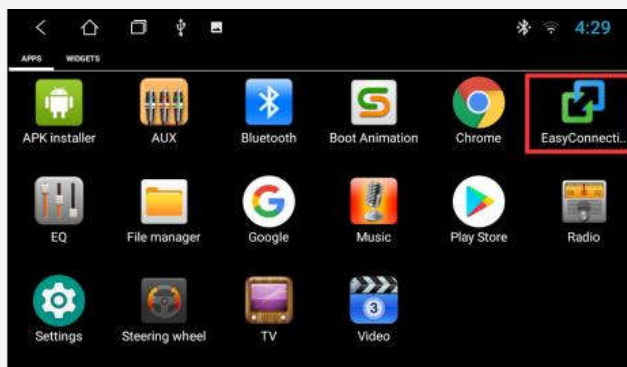 4:29
APPS WIDGETS
APK installer AUX Bluetooth Boot Animation Chrome EasyConnecti..
EQ File manager Google Music Play Store Radio
3
Settings Steering wheel TV Video